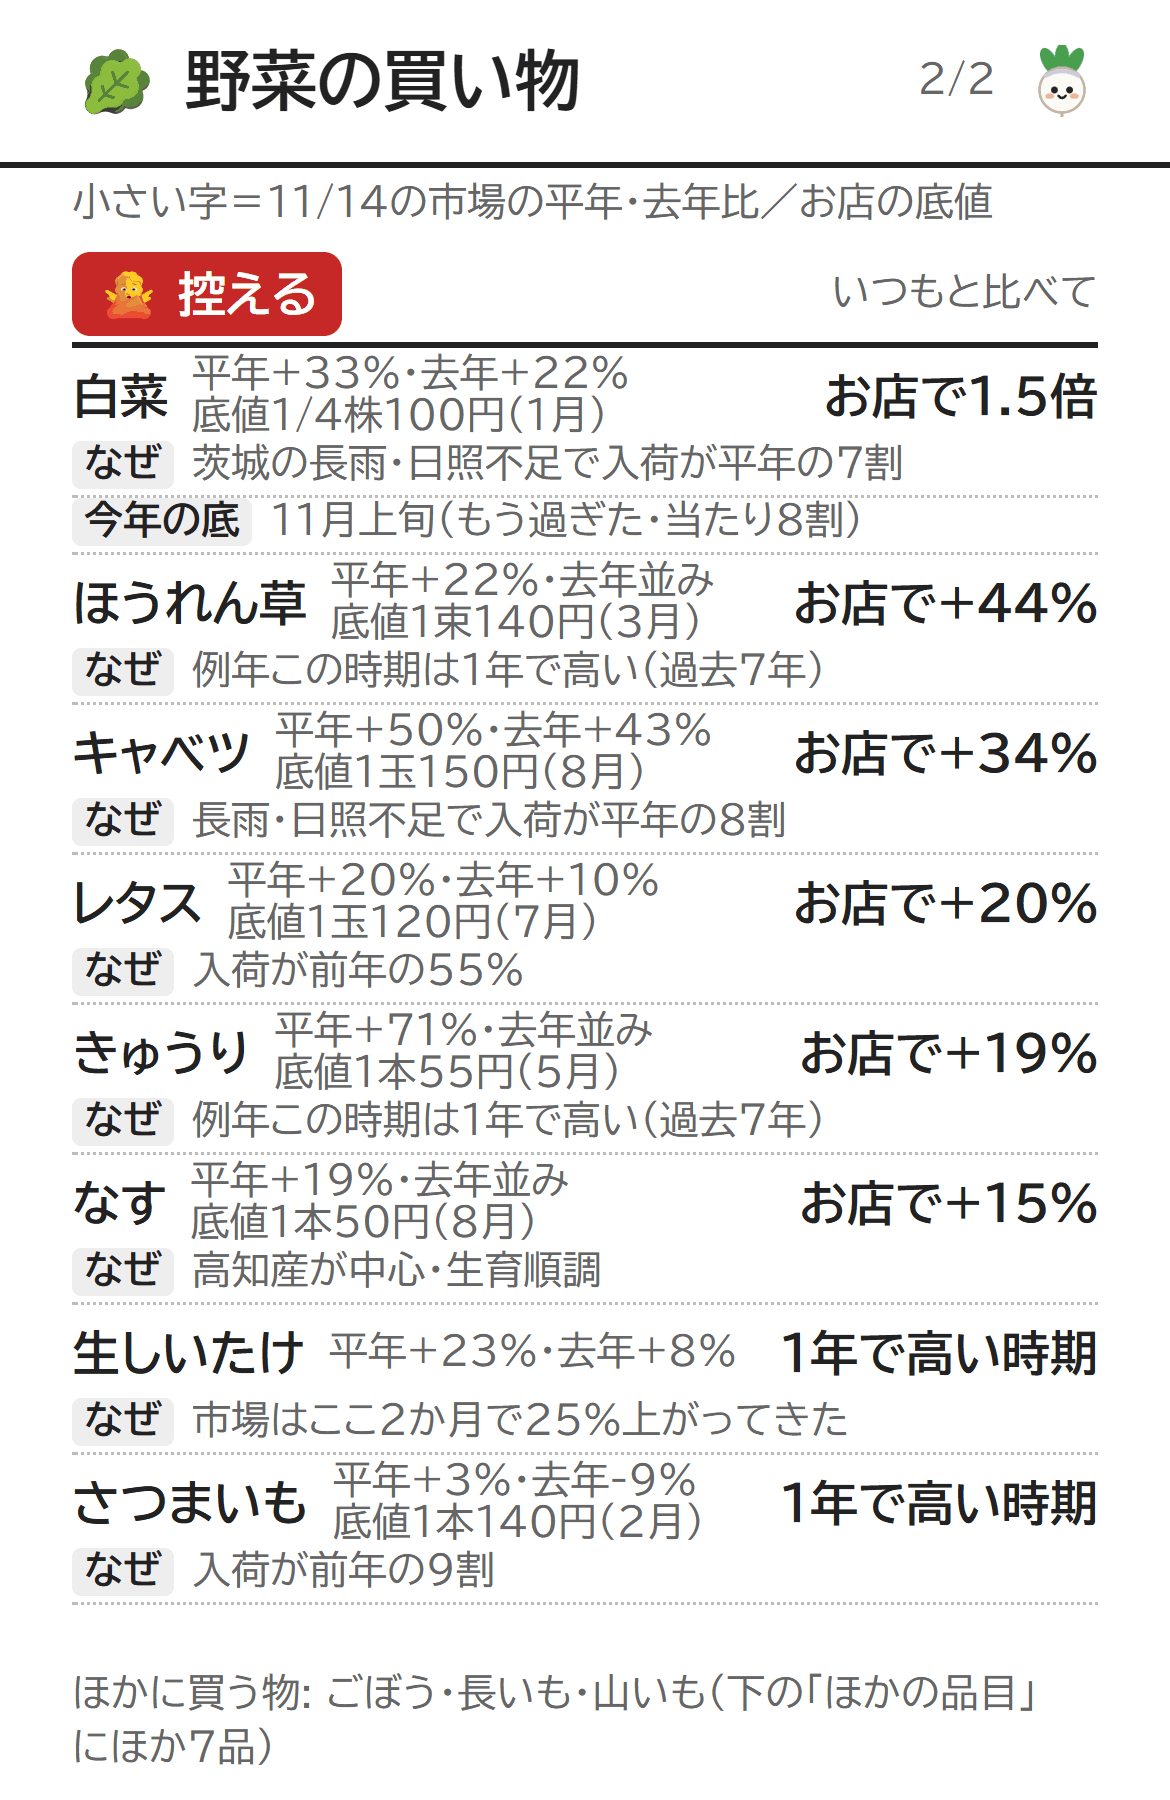 野菜の買い物
2/2
小さい字＝11/14の市場の平年・去年比／お店の底値
控える
いつもと比べて
白菜
平年+33%・去年+22%
底値1/4株100円(1月)
お店で1.5倍
なぜ 茨城の長雨・日照不足で入荷が平年の7割
今年の底 11月上旬(もう過ぎた・当たり8割)
ほうれん草
平年+22%・去年並み
底値1束140円(3月)
お店で+44%
なぜ 例年この時期は1年で高い(過去7年)
キャベツ
平年+50%・去年+43%
底値1玉150円(8月)
お店で+34%
なぜ 長雨・日照不足で入荷が平年の8割
レタス
平年+20%・去年+10%
底値1玉120円(7月)
お店で+20%
なぜ 入荷が前年の55%
きゅうり
平年+71%・去年並み
底値1本55円(5月)
お店で+19%
なぜ 例年この時期は1年で高い(過去7年)
なす
平年+19%・去年並み
底値1本50円(8月)
お店で+15%
なぜ 高知産が中心・生育順調
生しいたけ 平年+23%・去年+8% 1年で高い時期
なぜ 市場はここ2か月で25%上がってきた
さつまいも
平年+3%・去年-9%
底値1本140円(2月)
1年で高い時期
なぜ 入荷が前年の9割
ほかに買う物: ごぼう・長いも・山いも(下の「ほかの品目」
にほか7品)